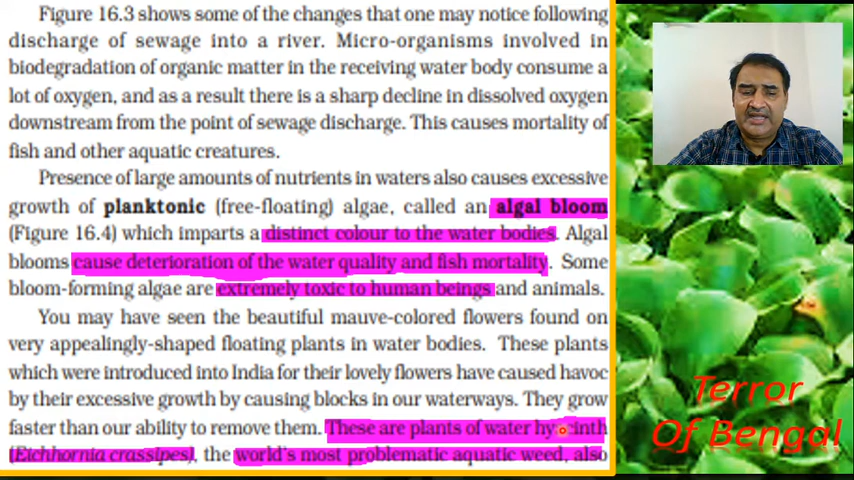 Figure 16.3 shows some of the changes that one may notice following
discharge of sewage into a river. Micro-organisms involved in
biodegradation of organic matter in the receiving water body consume a
lot of oxygen, and as a result there is a sharp decline in dissolved oxygen
downstream from the point of sewage discharge. This causes mortality of
fish and other aquatic creatures.
Presence of large amounts of nutrients in waters also causes excessive
growth of planktonic (free-floating) algae, called an algal bloom
(Figure 16.4) which imparts a distinct colour to the water bodies. Algal
blooms cause deterioration of the water quality and fish mortality. Some
bloom-forming algae are extremely toxic to human beings and animals.
You may have seen the beautiful mauve-colored flowers found on
very appealingly-shaped floating plants in water bodies. These plants
which were introduced into India for their lovely flowers have caused havoc
by their excessive growth by causing blocks in our waterways. They grow
faster than our ability to remove them. These are plants of water hyacinth
(Eichhornia crassipes), the world's most problematic aquatic weed, also
Terror
Of Bengal